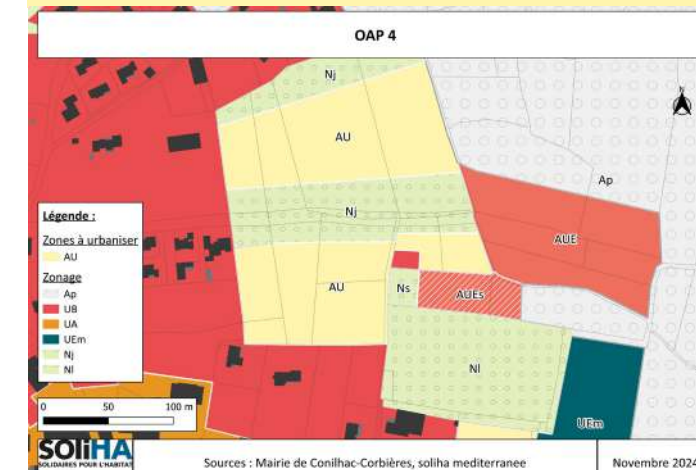 OAP 4
Nj
N
AU
Ap
Nj
AUE
Légende :
Zones à urbaniser
AU
Zonage
Ap
UB
UA
UEm
Nj
Nl
AU
Ns
AUEs
Nl
UEm
0 50 100 m
SOliHA
SOLIDAIRES POUR L'HABITAT
Sources : Mairie de Conilhac-Corbières, soliha mediterranee
Novembre 2024